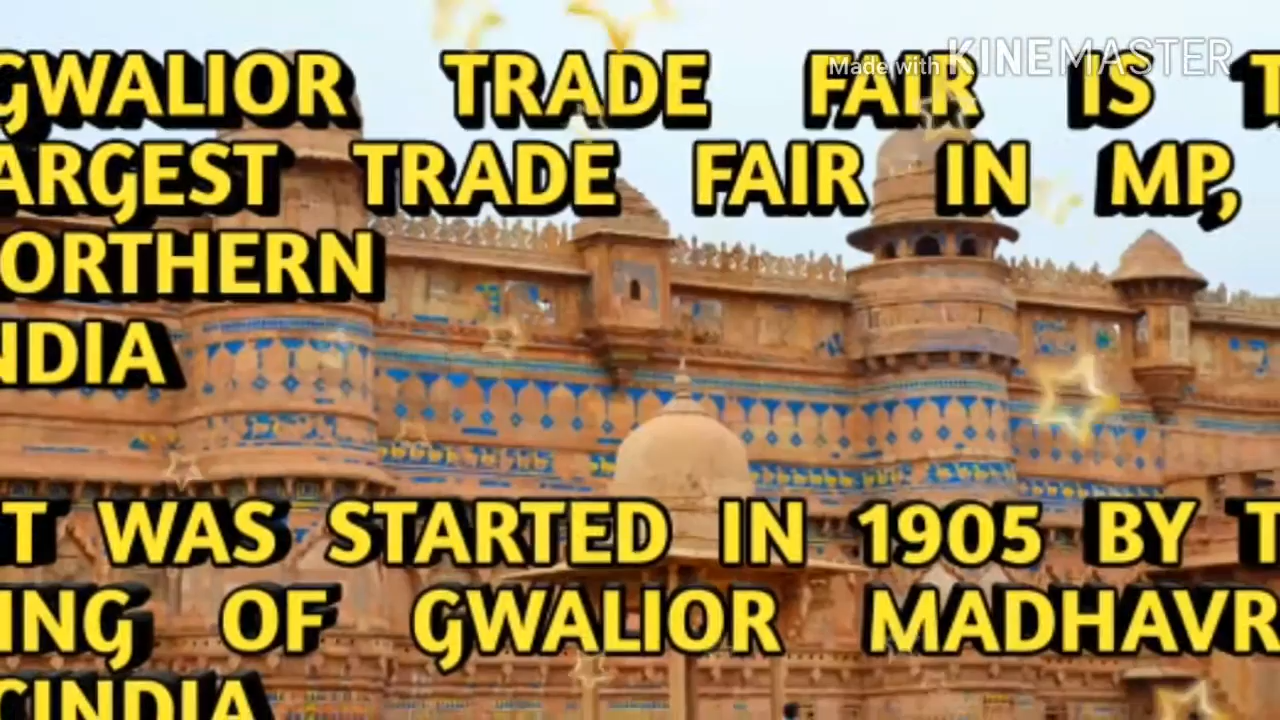 Made with KINEMASTER
GWALIOR TRADE FAIR IS T
ARGEST TRADE FAIR IN MP,
ORTHERN
NDIA
T WAS STARTED IN 1905 BY T
ING OF GWALIOR MADHAVR
CINDIA